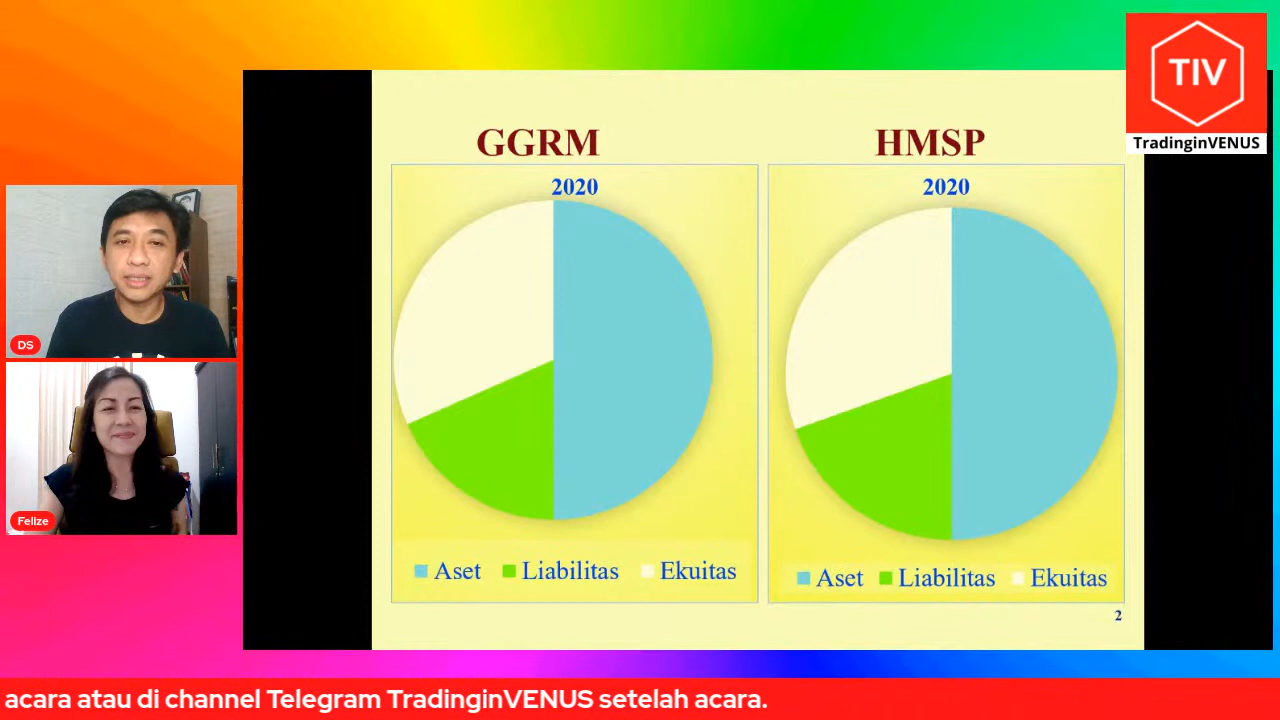 TIV
TradinginVENUS
GGRM
HMSP
2020
2020
DS
Felize
Aset Liabilitas Ekuitas
Aset Liabilitas Ekuitas
2
acara atau di channel Telegram TradinginVENUS setelah acara.